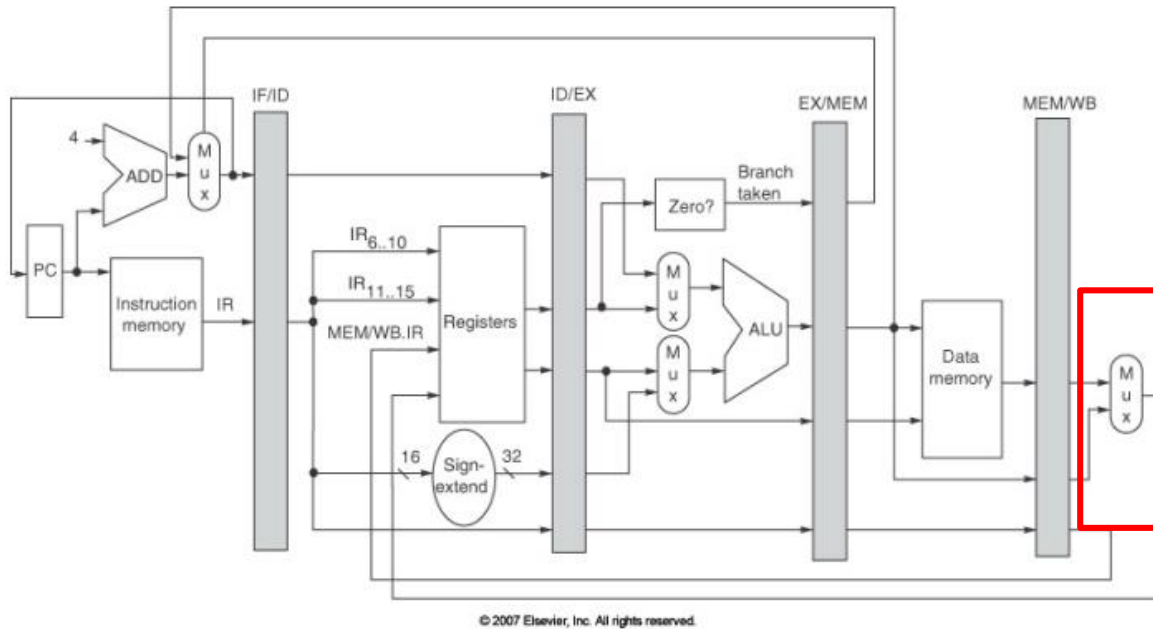 IF/ID
ID/EX
EX/MEM
MEM/WB
4
ADD
M
u
x
Branch
taken
Zero?
PC
Instruction
memory
IR
IR6..10
IR11..15
MEM/WB.IR
Registers
M
u
x
M
u
x
ALU
Data
memory
M
u
x
16
Sign-
extend
32
© 2007 Elsevier, Inc. All rights reserved.